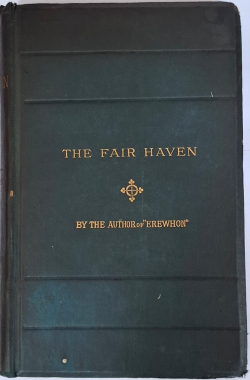 THE FAIR HAVEN
BY THE AUTHOR OF "EREWHON"